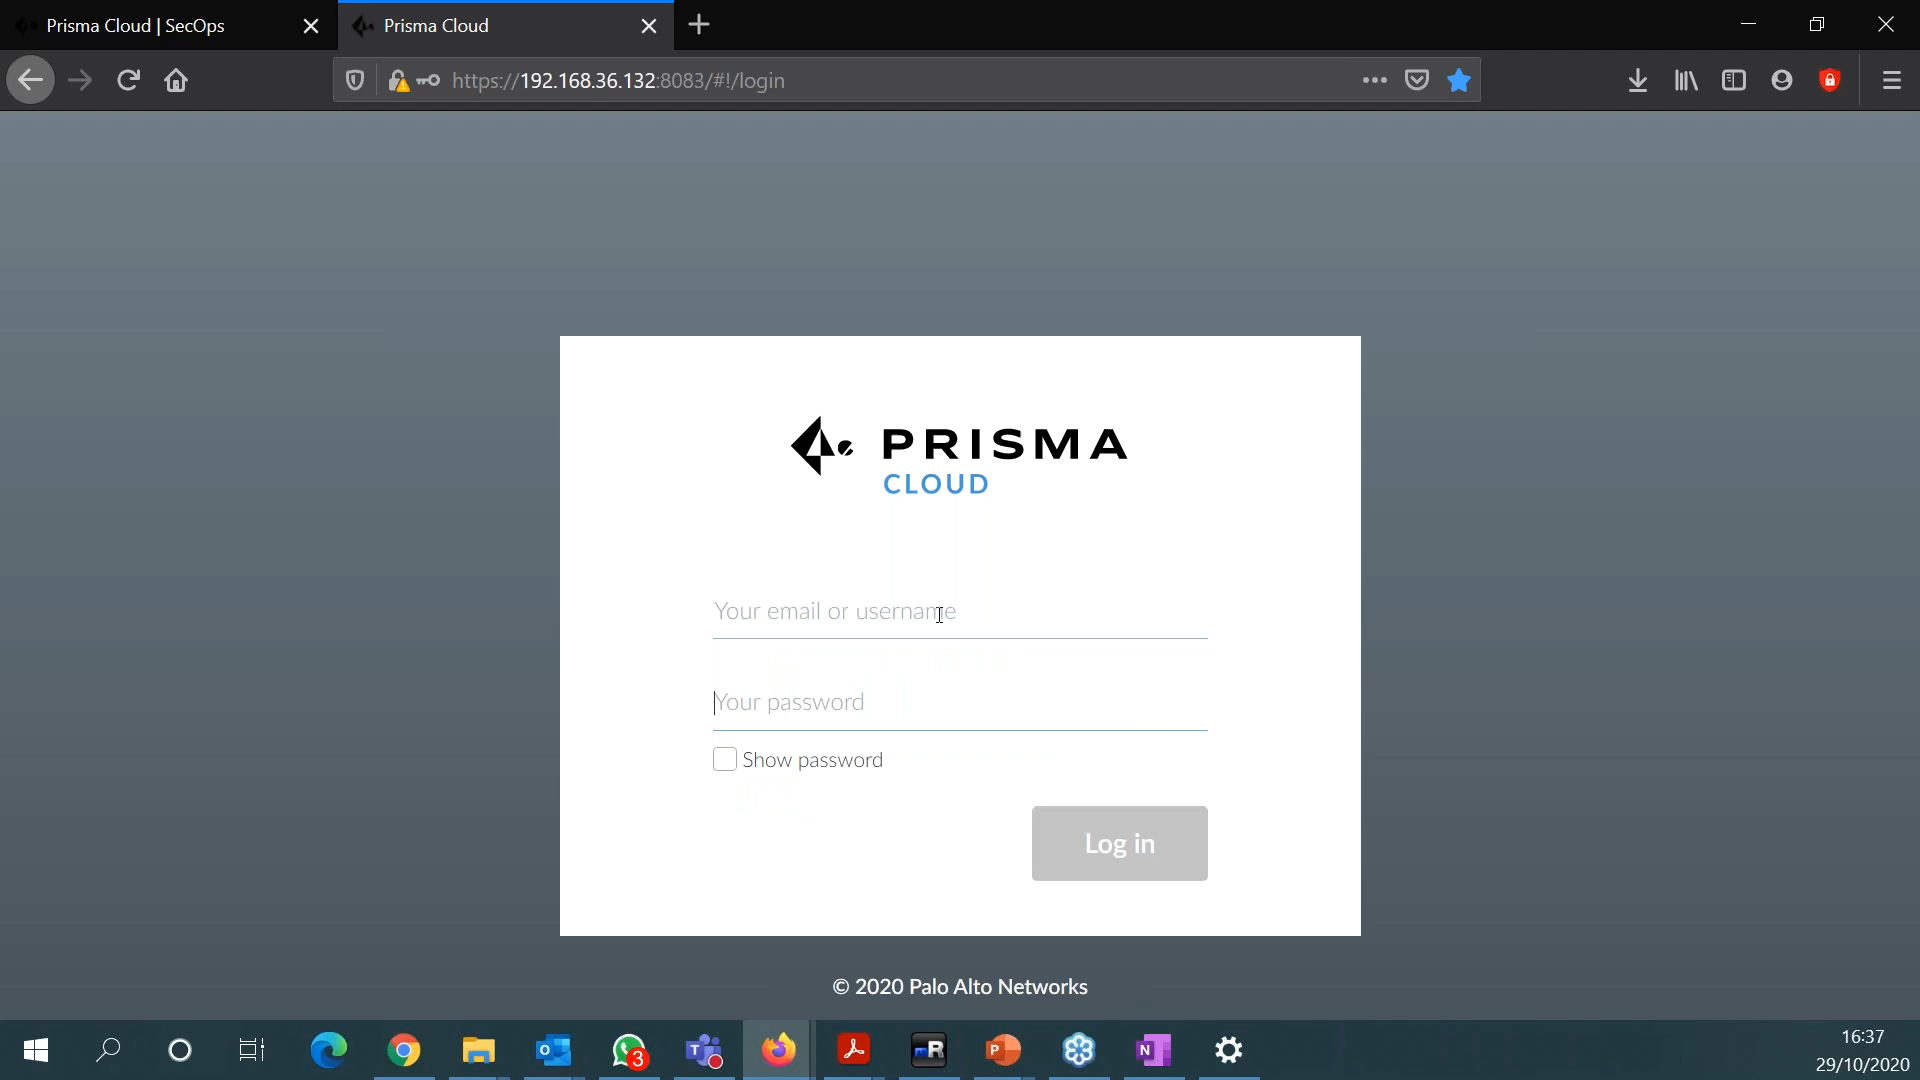 Prisma Cloud | SecOps
Prisma Cloud
https://192.168.36.132:8083/#!/login
PRISMA
CLOUD
Your email or username
Your password
Show password
Log in
© 2020 Palo Alto Networks
3
16:37
29/10/2020